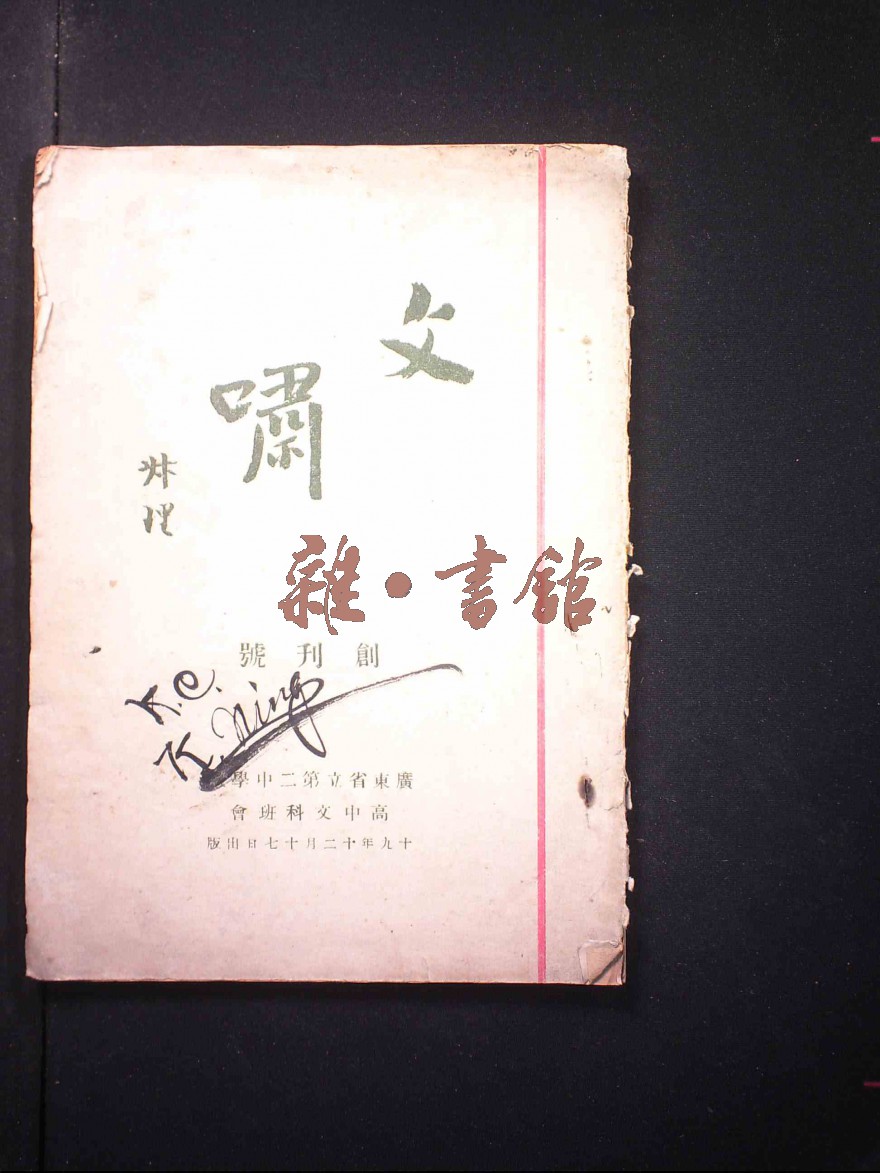 文嘯
雜·書館
創刊號
K.C.
K. Ning
廣東省立第二中學
高中文科班會
十九年十二月十七日出版